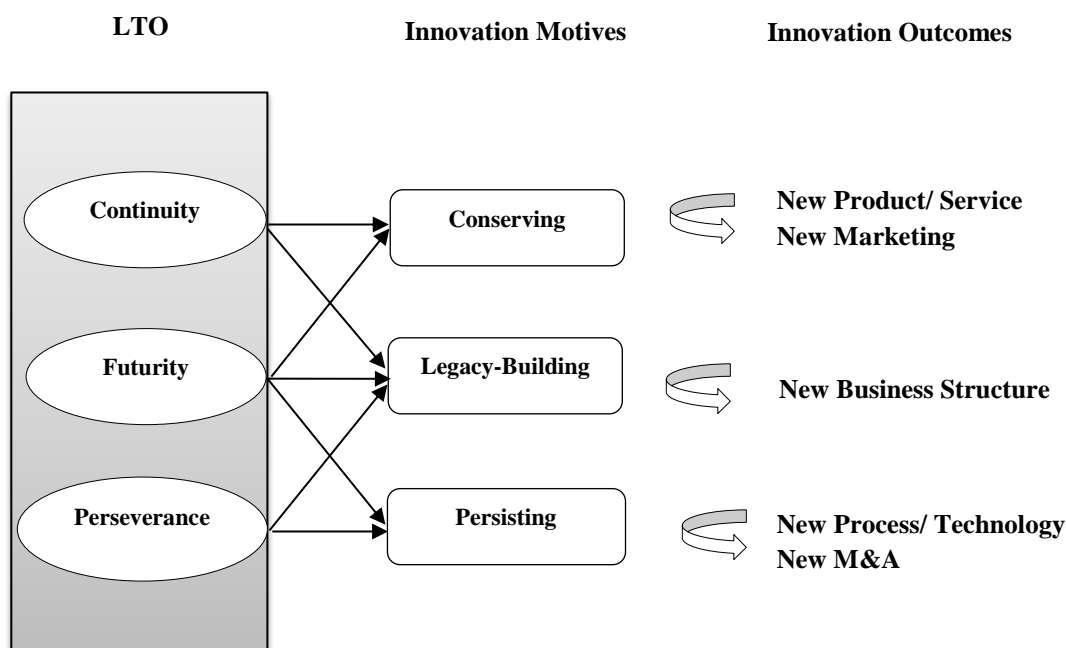 LTO
Innovation Motives
Innovation Outcomes
Continuity
Conserving
New Product/ Service
New Marketing
Futurity
Legacy-Building
New Business Structure
Perseverance
Persisting
New Process/ Technology
New M&A